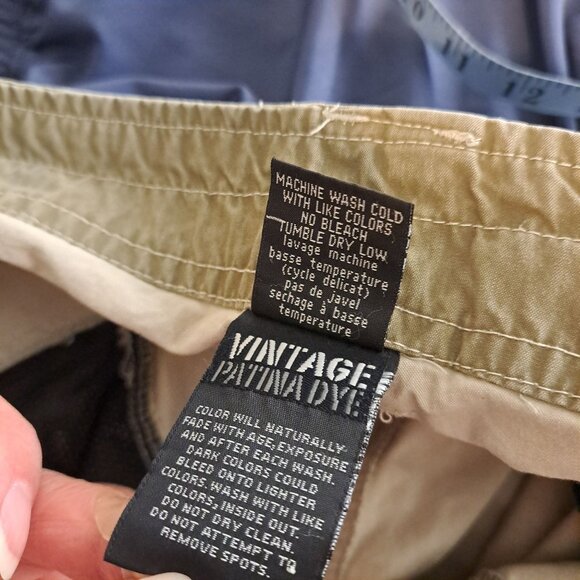 11
12
MACHINE WASH COLD
WITH LIKE COLORS
NO BLEACH
TUMBLE DRY LOW
lavage machine
basse temperature
(cycle delicat)
pas de javel
sechage à basse
temperature
VINTAGE
PATINA DYE
COLOR WILL NATURALLY
FADE WITH AGE, EXPOSURE
AND AFTER EACH WASH.
DARK COLORS COULD
BLEED ONTO LIGHTER
COLORS. WASH WITH LIKE
COLORS, INSIDE OUT.
DO NOT DRY CLEAN.
DO NOT ATTEMPT TO
REMOVE SPOTS.